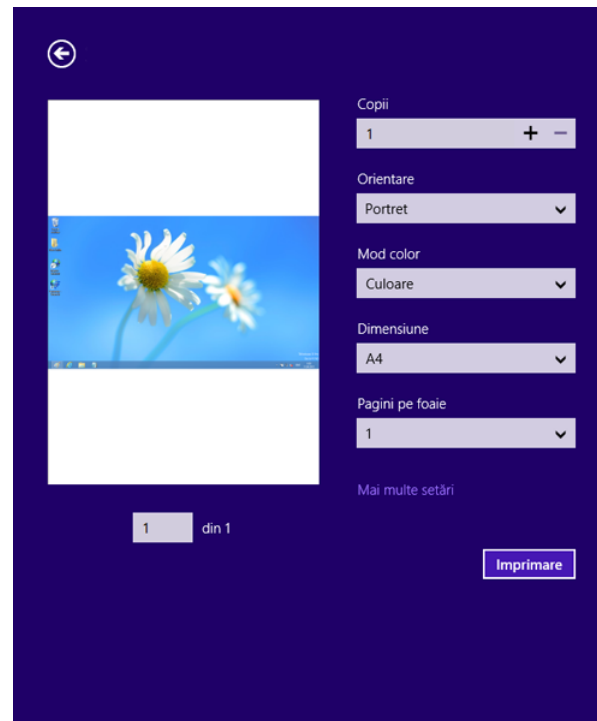 Copii
1
Orientare
Portret
Mod color
Culoare
Dimensiune
A4
Pagini pe foaie
1
Mai multe setări
1 din 1
Imprimare